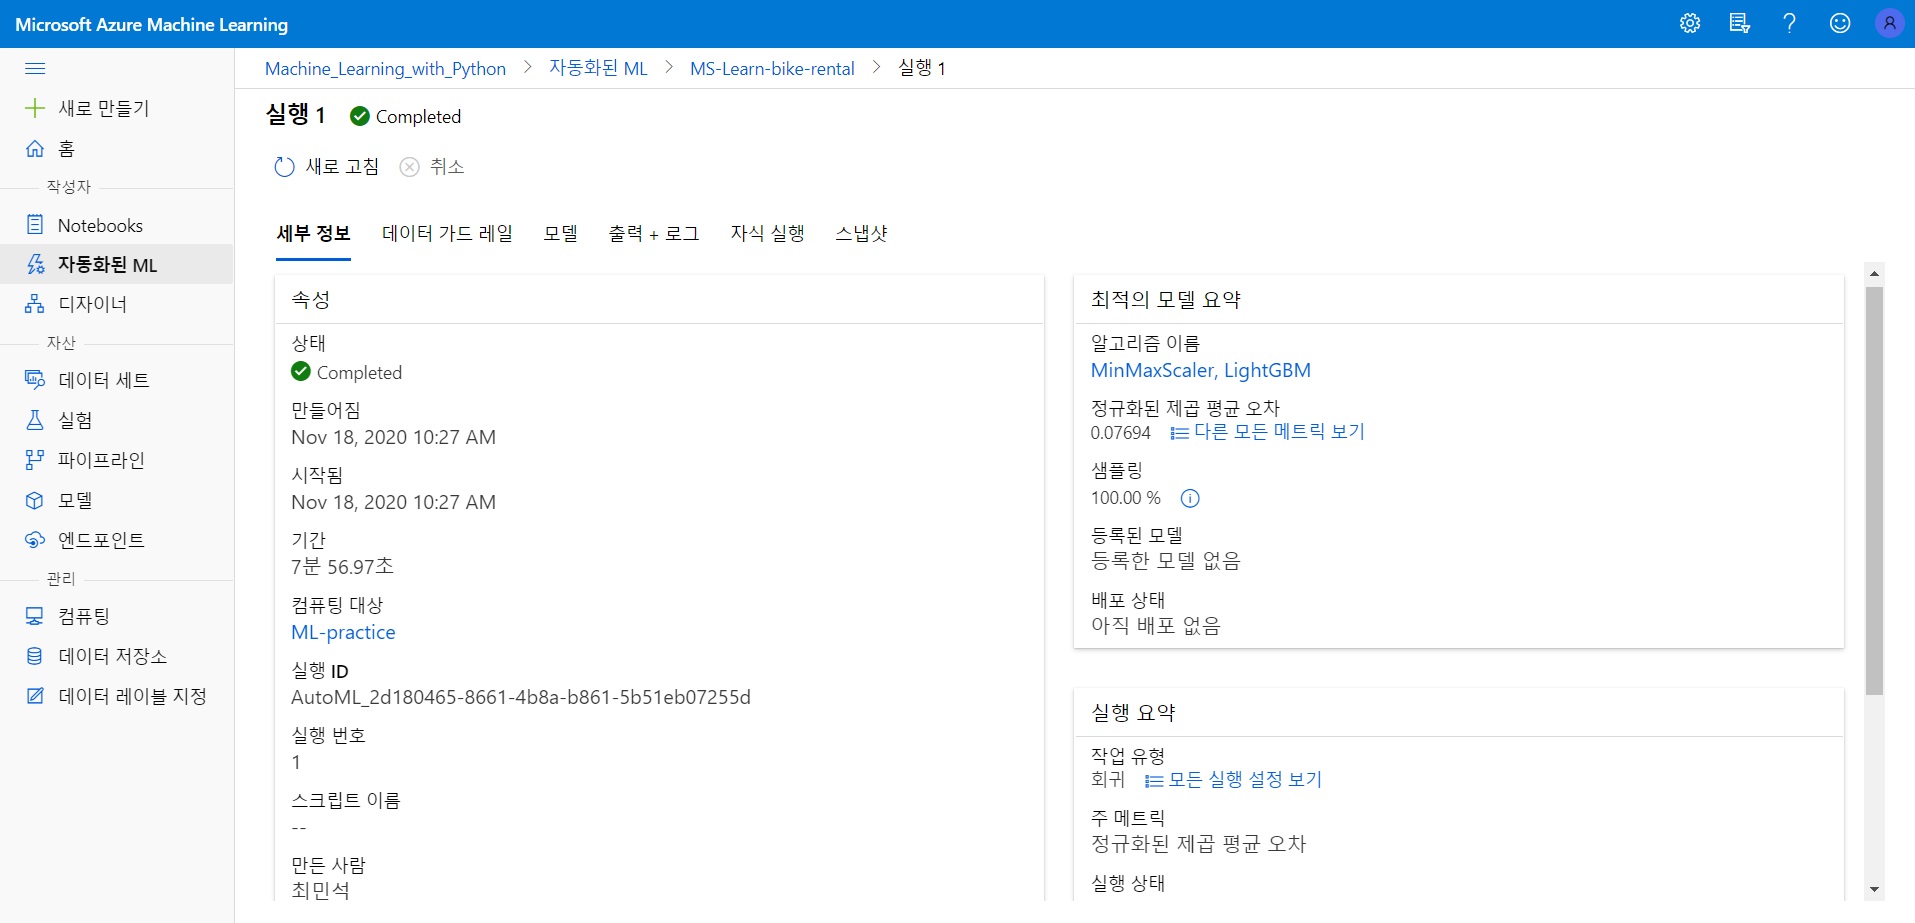 Microsoft Azure Machine Learning
Machine_Learning_with_Python > 자동화된 ML > MS-Learn-bike-rental > 실행 1
새로 만들기
홈
작성자
Notebooks
자동화된 ML
디자이너
자산
데이터 세트
실험
파이프라인
모델
엔드포인트
관리
컴퓨팅
데이터 저장소
데이터 레이블 지정
실행 1 Completed
새로 고침 취소
세부 정보 데이터 가드 레일 모델 출력 + 로그 자식 실행 스냅샷
속성
상태
Completed
만들어짐
Nov 18, 2020 10:27 AM
시작됨
Nov 18, 2020 10:27 AM
기간
7분 56.97초
컴퓨팅 대상
ML-practice
실행 ID
AutoML_2d180465-8661-4b8a-b861-5b51eb07255d
실행 번호
1
스크립트 이름
--
만든 사람
최민석
최적의 모델 요약
알고리즘 이름
MinMaxScaler, LightGBM
정규화된 제곱 평균 오차
0.07694 다른 모든 메트릭 보기
샘플링
100.00 %
등록된 모델
등록한 모델 없음
배포 상태
아직 배포 없음
실행 요약
작업 유형
회귀 모든 실행 설정 보기
주 메트릭
정규화된 제곱 평균 오차
실행 상태